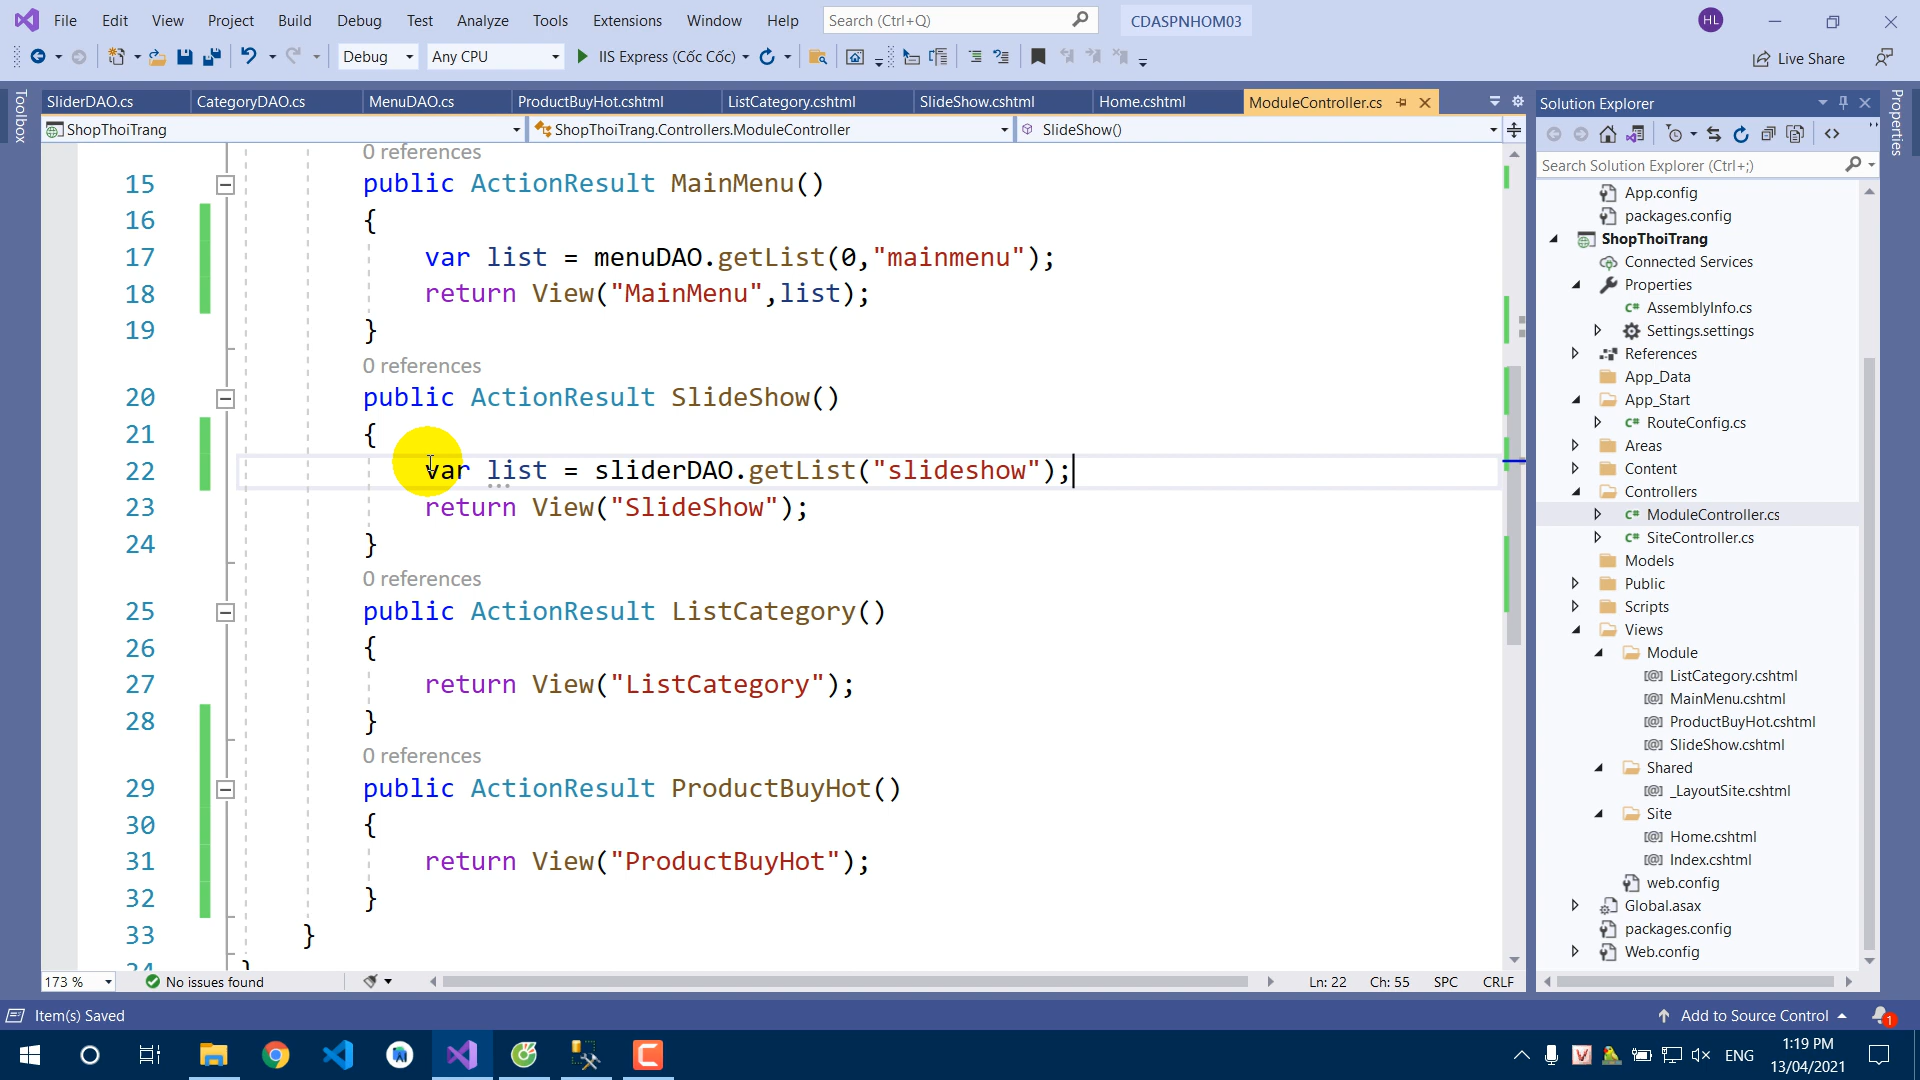 File Edit View Project Build Debug Test Analyze Tools Extensions Window Help Search (Ctrl+Q) CDASPNHOM03 HL
Debug Any CPU IIS Express (Cốc Cốc) Live Share
Toolbox
SliderDAO.cs CategoryDAO.cs MenuDAO.cs ProductBuyHot.cshtml ListCategory.cshtml SlideShow.cshtml Home.cshtml ModuleController.cs
ShopThoiTrang ShopThoiTrang.Controllers.ModuleController SlideShow()
0 references
15 public ActionResult MainMenu()
16 {
17 var list = menuDAO.getList(0,"mainmenu");
18 return View("MainMenu",list);
19 }
0 references
20 public ActionResult SlideShow()
21 {
22 var list = sliderDAO.getList("slideshow");
23 return View("SlideShow");
24 }
0 references
25 public ActionResult ListCategory()
26 {
27 return View("ListCategory");
28 }
0 references
29 public ActionResult ProductBuyHot()
30 {
31 return View("ProductBuyHot");
32 }
33 }
34 }
173 % No issues found Ln: 22 Ch: 55 SPC CRLF
Solution Explorer
Search Solution Explorer (Ctrl+;)
App.config
packages.config
ShopThoiTrang
Connected Services
Properties
C# AssemblyInfo.cs
Settings.settings
References
App_Data
App_Start
C# RouteConfig.cs
Areas
Content
Controllers
C# ModuleController.cs
C# SiteController.cs
Models
Public
Scripts
Views
Module
[@] ListCategory.cshtml
[@] MainMenu.cshtml
[@] ProductBuyHot.cshtml
[@] SlideShow.cshtml
Shared
[@] _LayoutSite.cshtml
Site
[@] Home.cshtml
[@] Index.cshtml
web.config
Global.asax
packages.config
Web.config
Properties
Item(s) Saved Add to Source Control 1
ENG 1:19 PM
13/04/2021